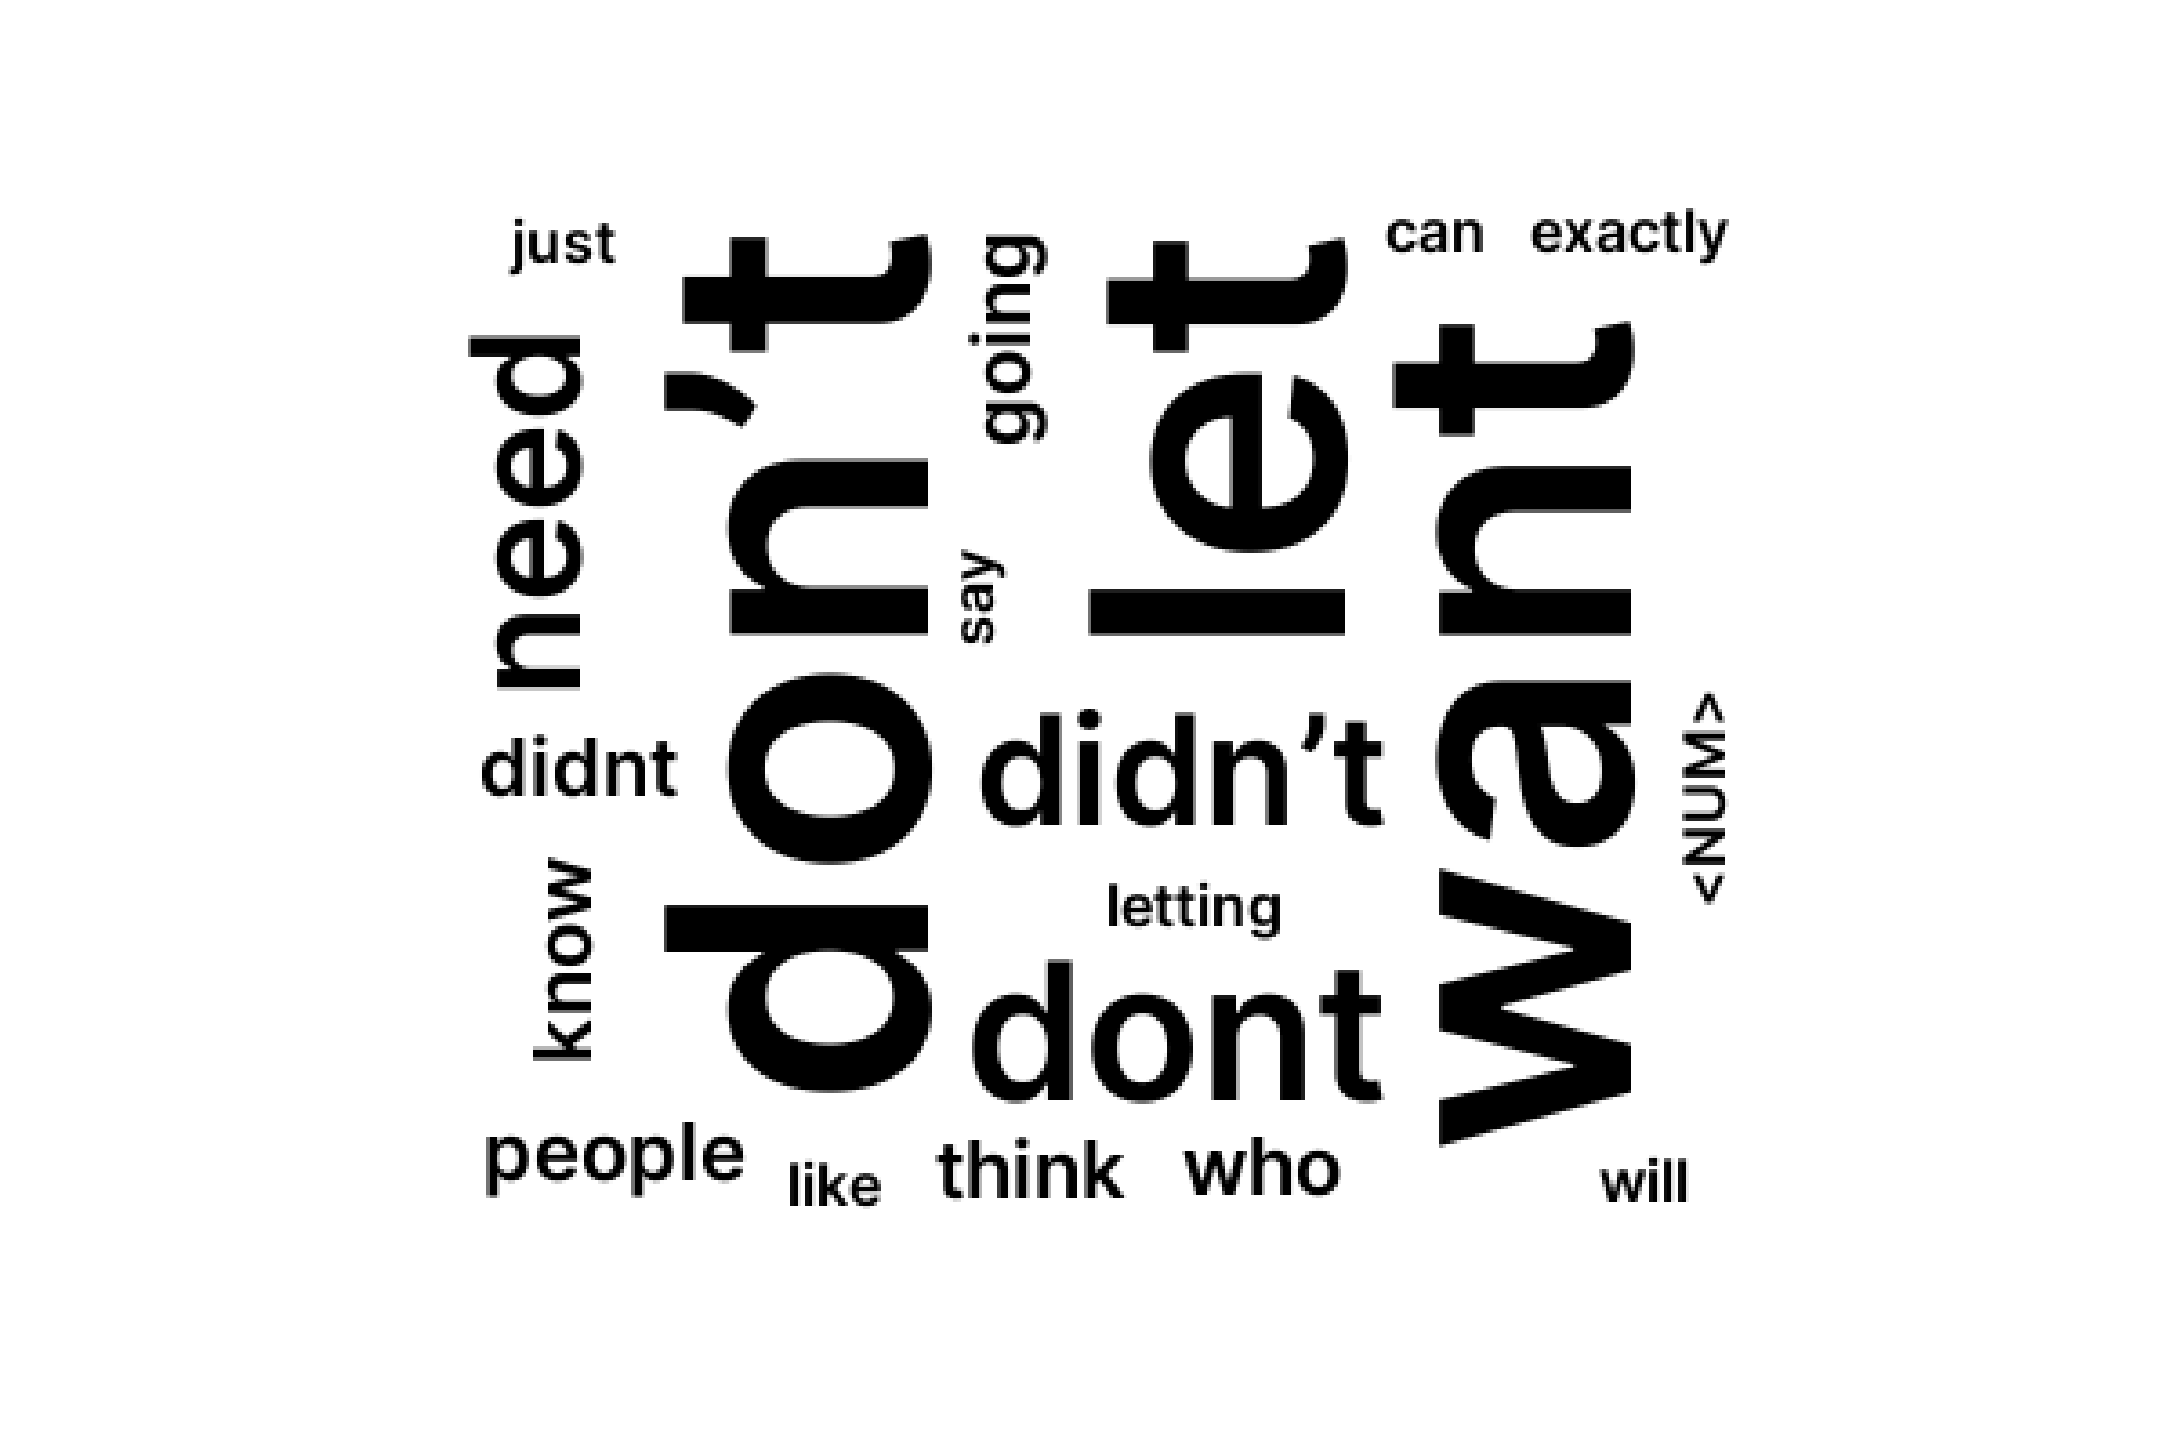 just
can
exactly
need
don’t
going
let
want
say
didnt
didn’t
<NUM>
know
letting
dont
people
like
think
who
will